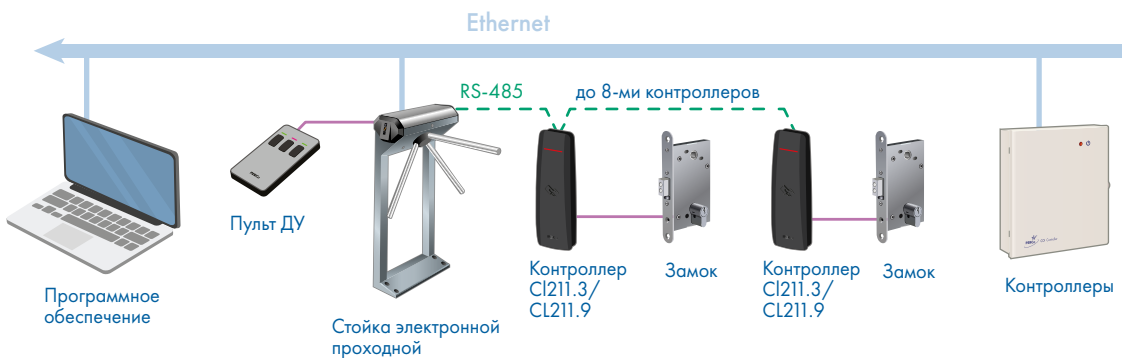 Ethernet
RS-485
до 8-ми контроллеров
Пульт ДУ
Контроллер
Cl211.3/
CL211.9
Замок
Контроллер
Cl211.3/
CL211.9
Замок
Контроллеры
Программное
обеспечение
Стойка электронной
проходной